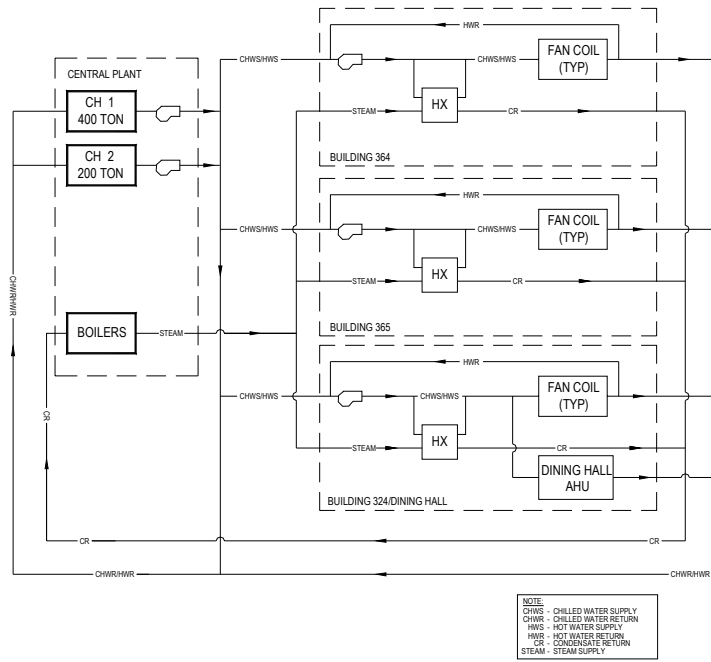 HWR
CHWS/HWS
CHWS/HWS
FAN COIL
(TYP)
CENTRAL PLANT
CH 1
400 TON
STEAM
HX
CR
CH 2
200 TON
BUILDING 364
HWR
CHWS/HWS
CHWS/HWS
FAN COIL
(TYP)
STEAM
HX
CR
CHWR/HWR
BOILERS
STEAM
BUILDING 365
HWR
CHWS/HWS
CHWS/HWS
FAN COIL
(TYP)
CR
STEAM
HX
CR
DINING HALL
AHU
BUILDING 324/DINING HALL
CR
CR
CHWR/HWR
CHWR/HWR
NOTE:
CHWS - CHILLED WATER SUPPLY
CHWR - CHILLED WATER RETURN
HWS - HOT WATER SUPPLY
HWR - HOT WATER RETURN
CR - CONDENSATE RETURN
STEAM - STEAM SUPPLY